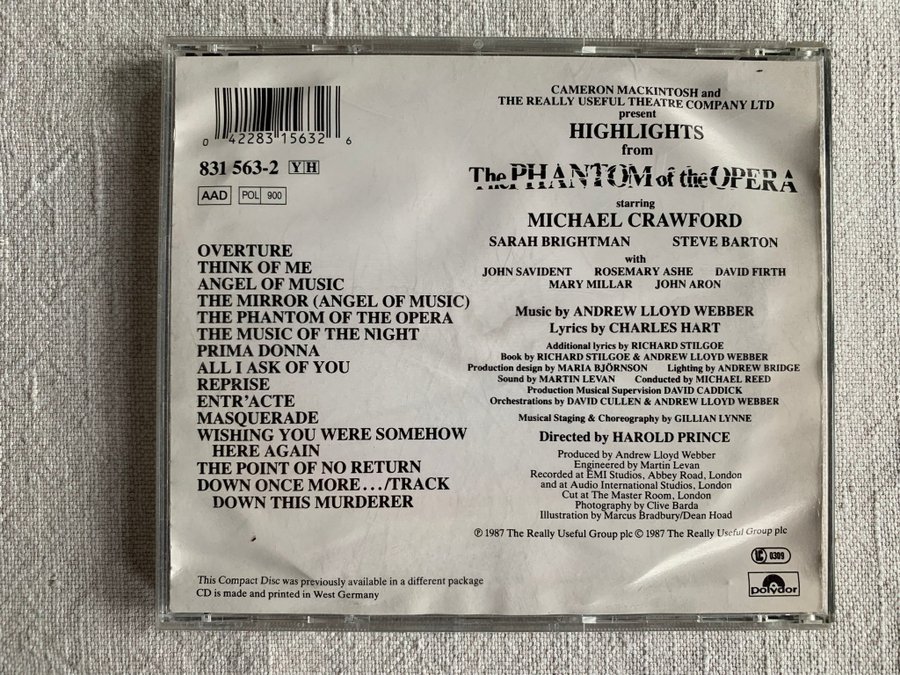 0 42283 15632 6
831 563-2 YH
AAD POL 900
OVERTURE
THINK OF ME
ANGEL OF MUSIC
THE MIRROR (ANGEL OF MUSIC)
THE PHANTOM OF THE OPERA
THE MUSIC OF THE NIGHT
PRIMA DONNA
ALL I ASK OF YOU
REPRISE
ENTR'ACTE
MASQUERADE
WISHING YOU WERE SOMEHOW
HERE AGAIN
THE POINT OF NO RETURN
DOWN ONCE MORE.../TRACK
DOWN THIS MURDERER
This Compact Disc was previously available in a different package
CD is made and printed in West Germany
CAMERON MACKINTOSH and
THE REALLY USEFUL THEATRE COMPANY LTD
present
HIGHLIGHTS
from
The PHANTOM of the OPERA
starring
MICHAEL CRAWFORD
SARAH BRIGHTMAN STEVE BARTON
with
JOHN SAVIDENT ROSEMARY ASHE DAVID FIRTH
MARY MILLAR JOHN ARON
Music by ANDREW LLOYD WEBBER
Lyrics by CHARLES HART
Additional lyrics by RICHARD STILGOE
Book by RICHARD STILGOE & ANDREW LLOYD WEBBER
Production design by MARIA BJÖRNSON Lighting by ANDREW BRIDGE
Sound by MARTIN LEVAN Conducted by MICHAEL REED
Production Musical Supervision DAVID CADDICK
Orchestrations by DAVID CULLEN & ANDREW LLOYD WEBBER
Musical Staging & Choreography by GILLIAN LYNNE
Directed by HAROLD PRINCE
Produced by Andrew Lloyd Webber
Engineered by Martin Levan
Recorded at EMI Studios, Abbey Road, London
and at Audio International Studios, London
Cut at The Master Room, London
Photography by Clive Barda
Illustration by Marcus Bradbury/Dean Hoad
℗ 1987 The Really Useful Group plc © 1987 The Really Useful Group plc
LC 0309
polydor